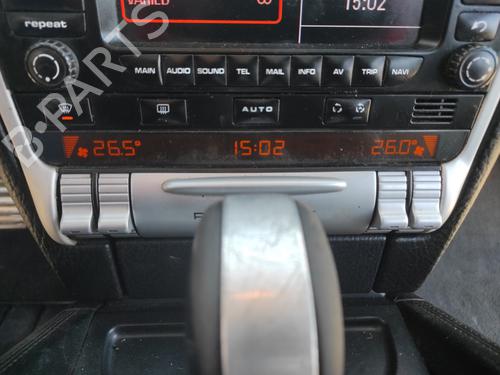 VARIED
15:02
repeat
MAIN AUDIO SOUND TEL MAIL INFO AV TRIP NAVI
AUTO
26.5° 15:02 26.0°
B-PARTS